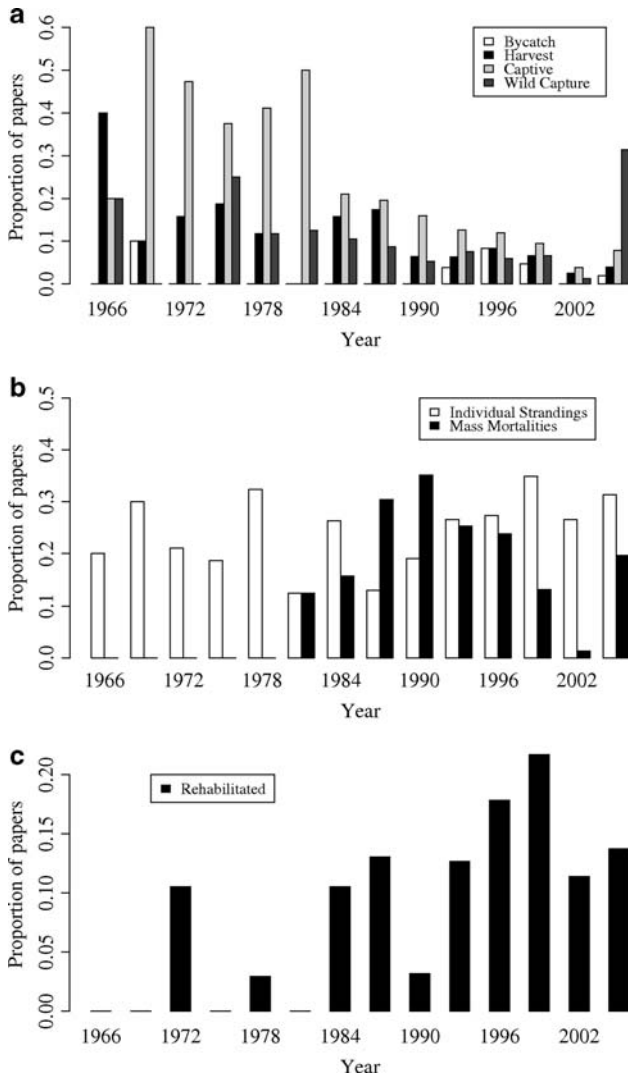 a
Proportion of papers
0.0 0.1 0.2 0.3 0.4 0.5 0.6
Bycatch
Harvest
Captive
Wild Capture
1966 1972 1978 1984 1990 1996 2002
Year
b
Proportion of papers
0.0 0.1 0.2 0.3 0.4 0.5
Individual Strandings
Mass Mortalities
1966 1972 1978 1984 1990 1996 2002
Year
c
Proportion of papers
0.00 0.05 0.10 0.15 0.20
Rehabilitated
1966 1972 1978 1984 1990 1996 2002
Year